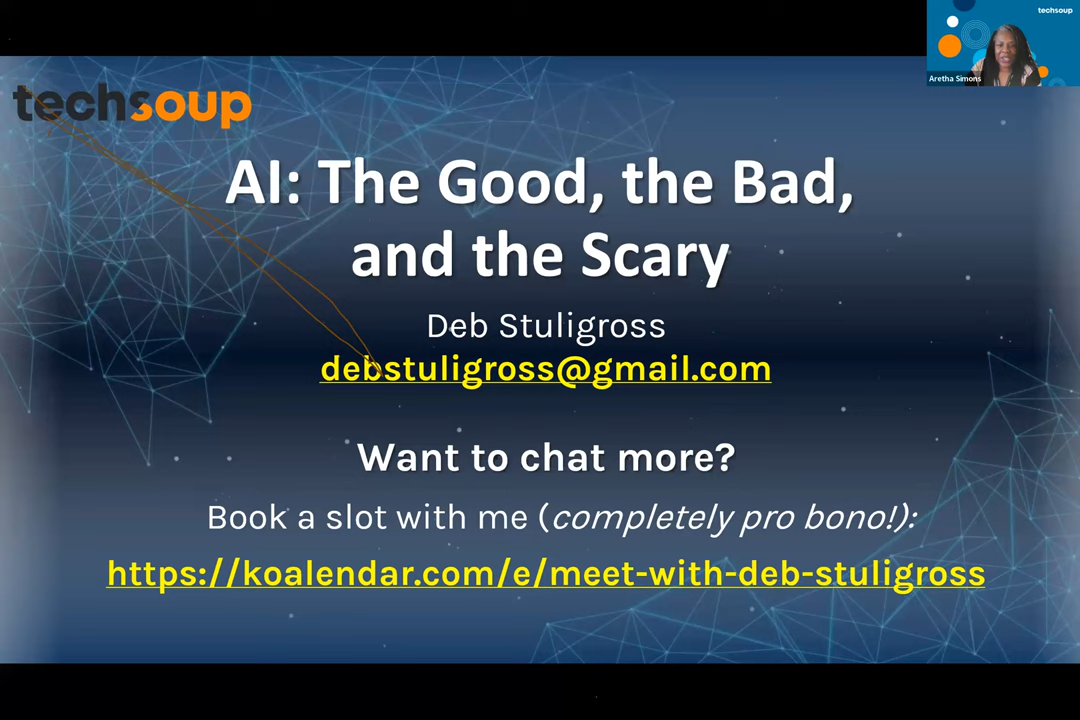 techsoup
Aretha Simons
techsoup
AI: The Good, the Bad,
and the Scary
Deb Stuligross
debstuligross@gmail.com
Want to chat more?
Book a slot with me (completely pro bono!):
https://koalendar.com/e/meet-with-deb-stuligross